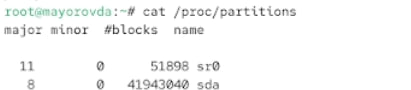 root@mayorovda:~# cat /proc/partitions
major minor  #blocks  name
11        0      51898 sr0
8        0   41943040 sda